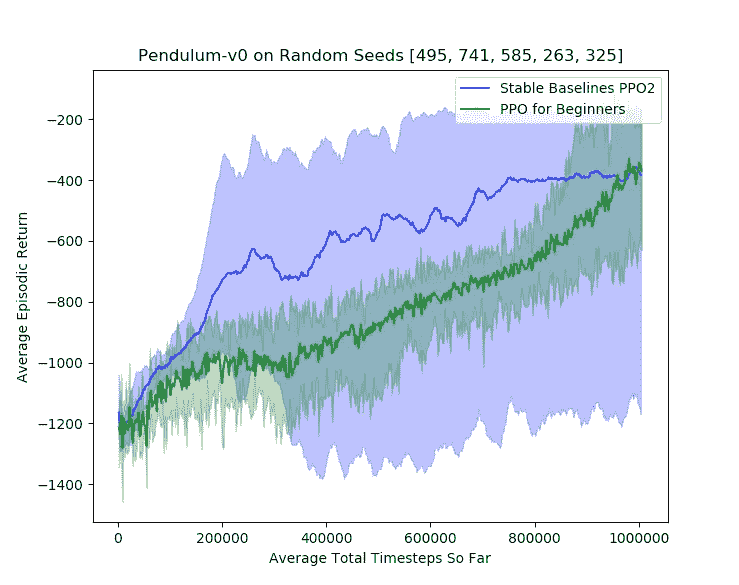 Pendulum-v0 on Random Seeds [495, 741, 585, 263, 325]
Stable Baselines PPO2
PPO for Beginners
Average Episodic Return
−200
−400
−600
−800
−1000
−1200
−1400
0 200000 400000 600000 800000 1000000
Average Total Timesteps So Far